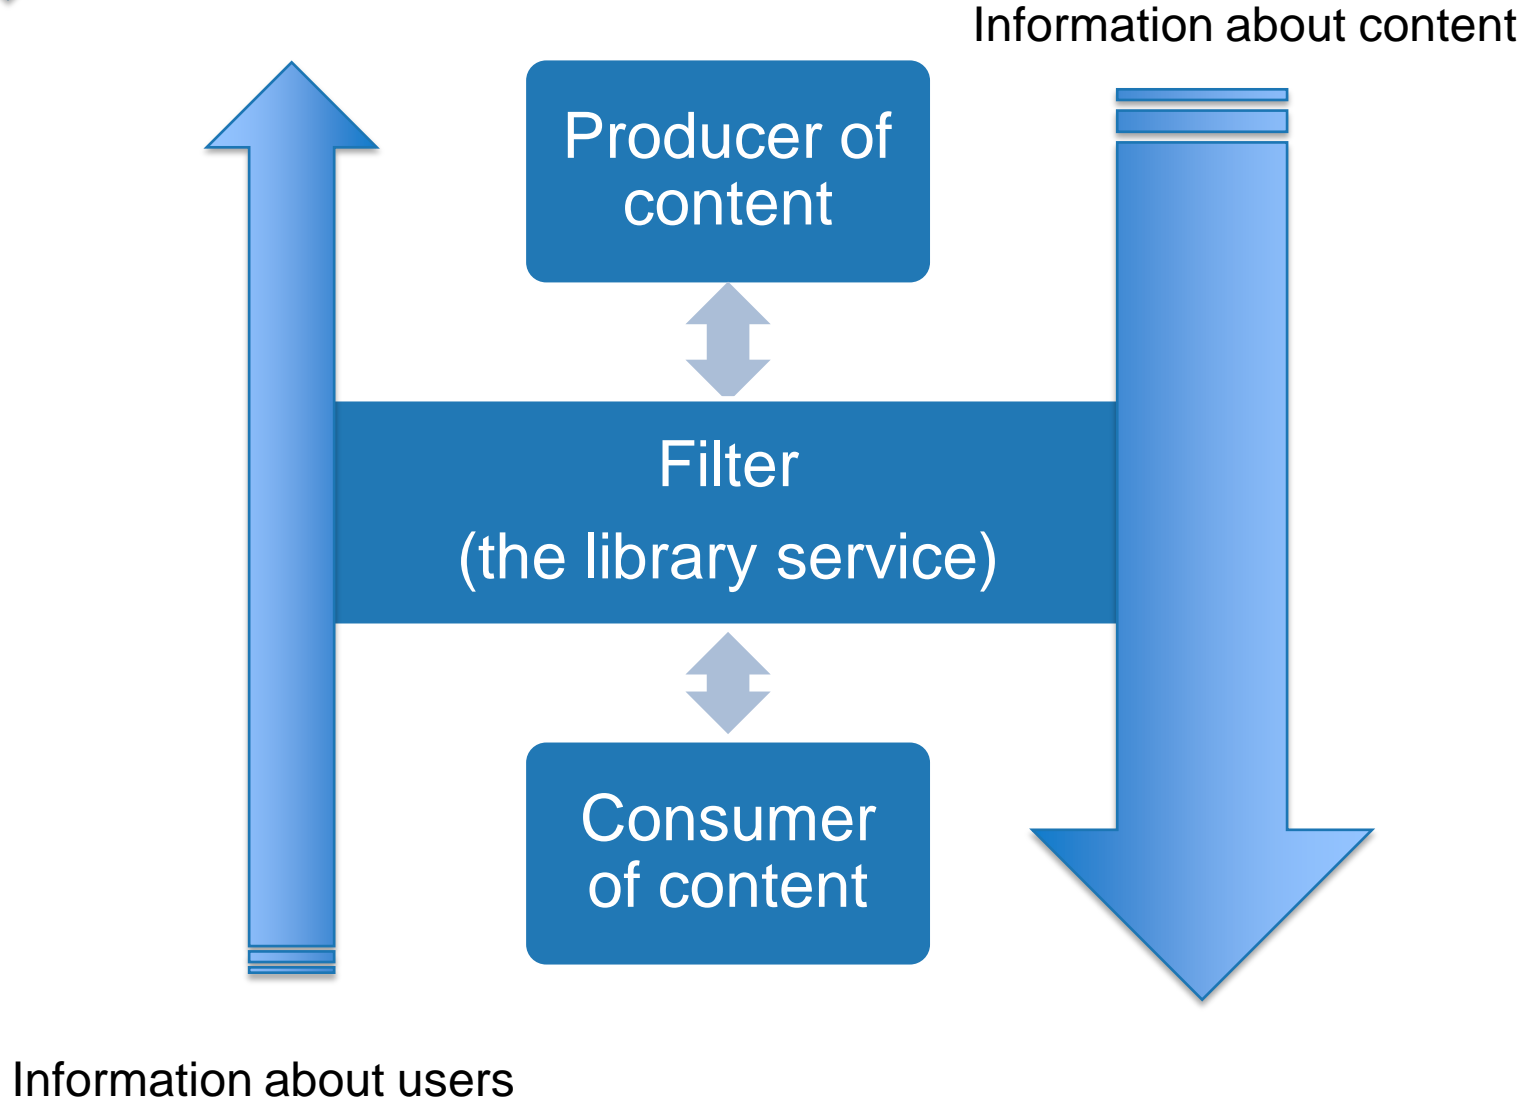 Information about content
Producer of
content
Filter
(the library service)
Consumer
of content
Information about users